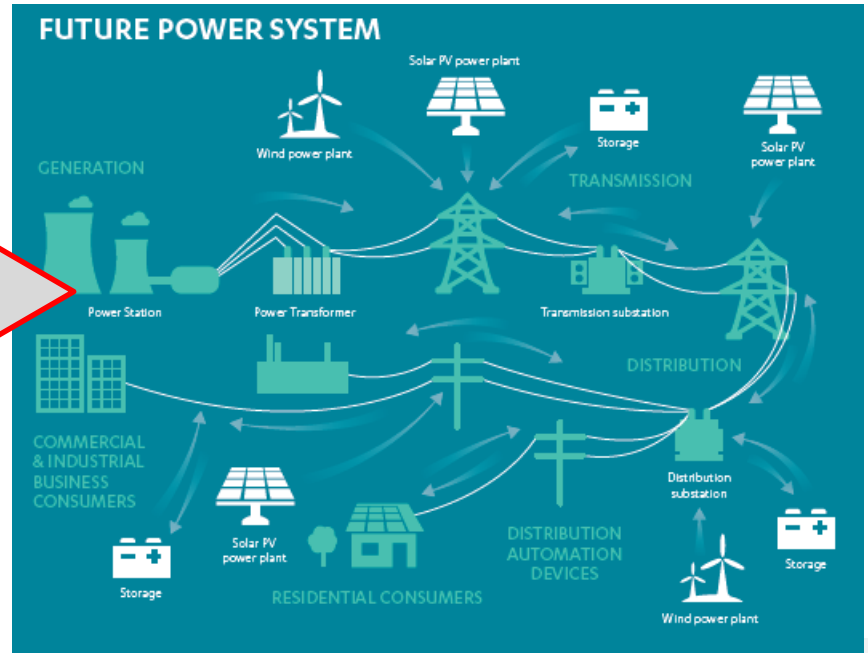 FUTURE POWER SYSTEM
Solar PV power plant
Wind power plant
Storage
Solar PV
power plant
GENERATION
TRANSMISSION
Power Station
Power Transformer
Transmission substation
DISTRIBUTION
COMMERCIAL
& INDUSTRIAL
BUSINESS
CONSUMERS
Distribution
substation
Solar PV
power plant
DISTRIBUTION
AUTOMATION
DEVICES
Storage
Storage
RESIDENTIAL CONSUMERS
Wind power plant